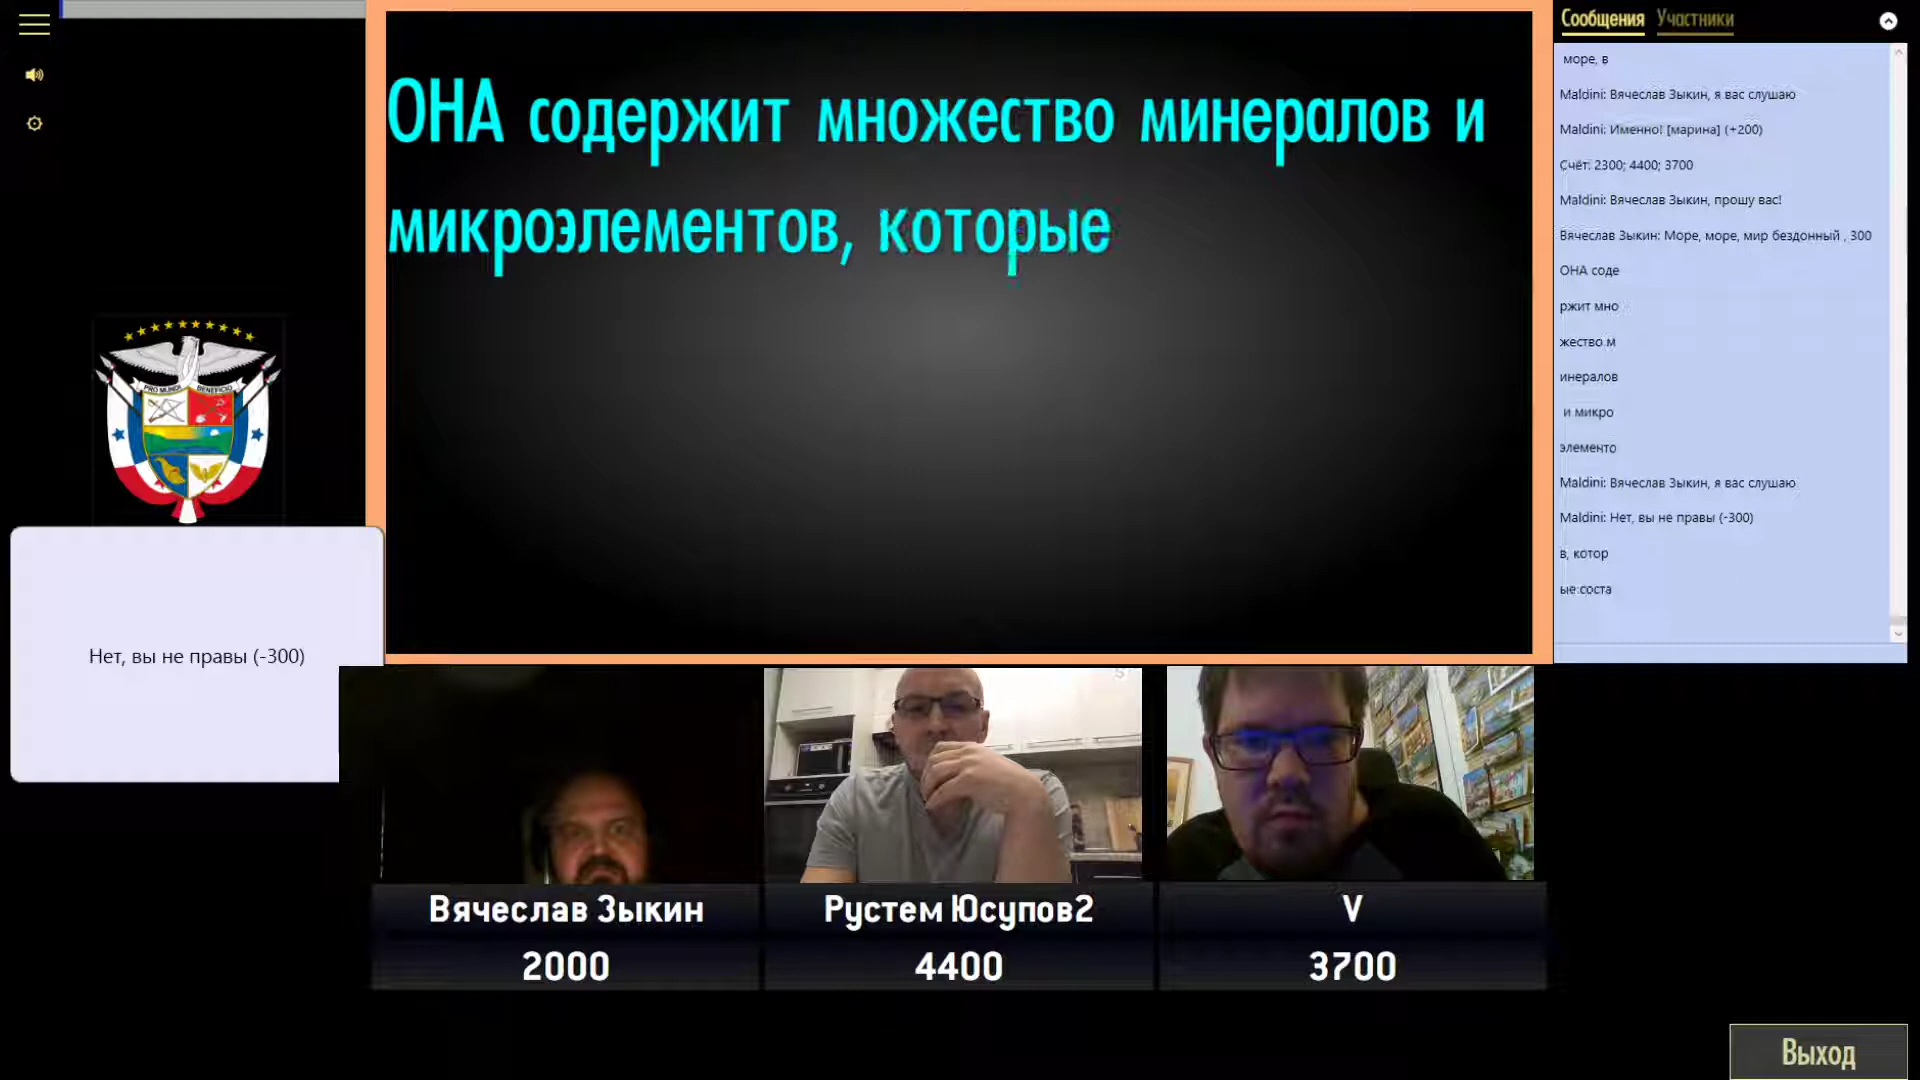 Сообщения Участники
ОНА содержит множество минералов и
микроэлементов, которые
море, в
Maldini: Вячеслав Зыкин, я вас слушаю
Maldini: Именно! [марина] (+200)
Счёт: 2300; 4400; 3700
Maldini: Вячеслав Зыкин, прошу вас!
Вячеслав Зыкин: Море, море, мир бездонный , 300
ОНА соде
ржит мно
жество м
инералов
и микро
элементо
Maldini: Вячеслав Зыкин, я вас слушаю
Maldini: Нет, вы не правы (-300)
в, котор
ые соста
PRO MUNDI BENEFICIO
Нет, вы не правы (-300)
Вячеслав Зыкин
2000
Рустем Юсупов2
4400
V
3700
Выход